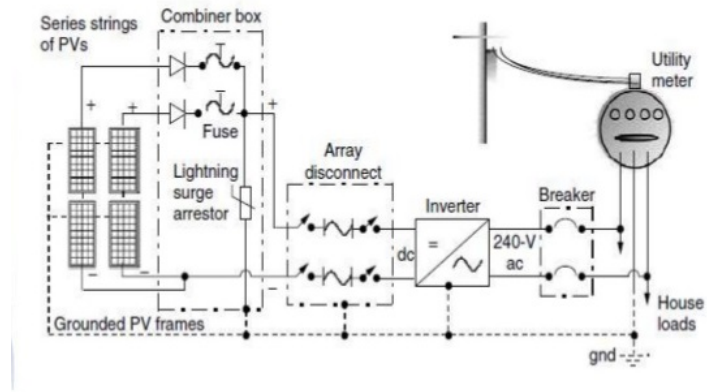 Series strings
of PVs
Combiner box
Utility
meter
+
+
+
Fuse
Array
disconnect
Lightning
surge
arrestor
Inverter
Breaker
=
dc
240-V
ac
−
−
−
House
loads
Grounded PV frames
gnd